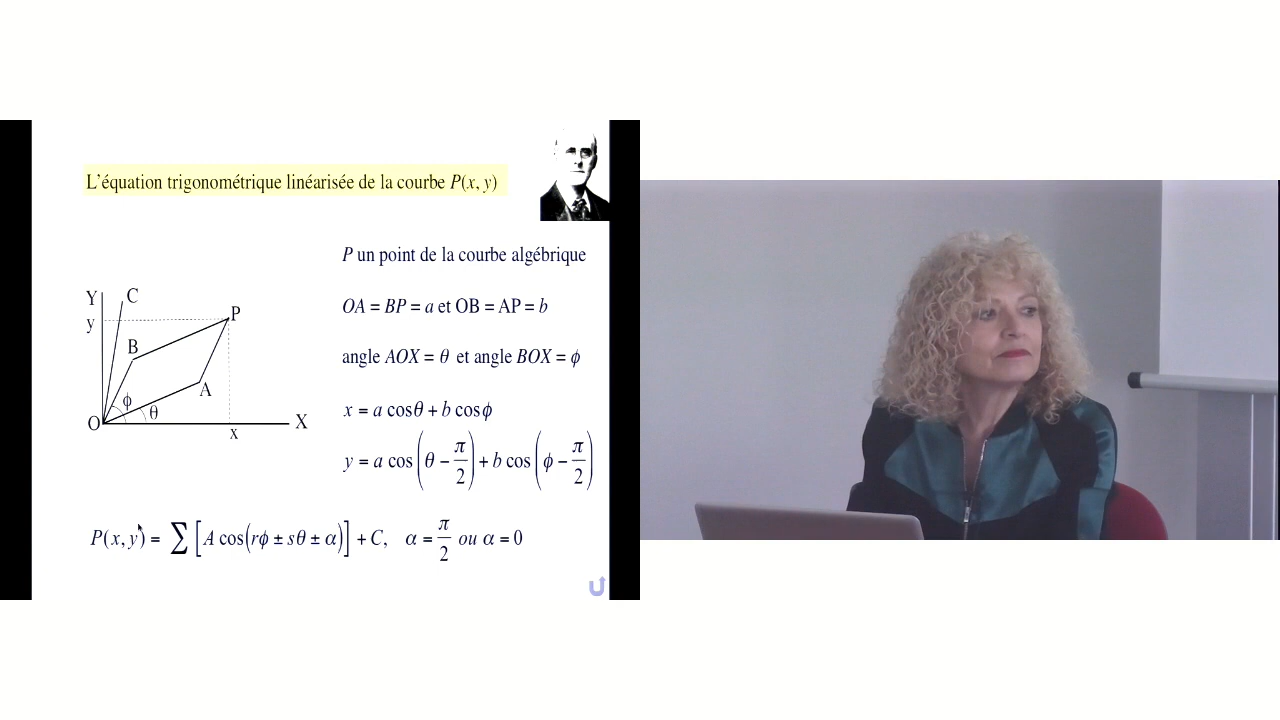 L'équation trigonométrique linéarisée de la courbe P(x, y)
P un point de la courbe algébrique
OA = BP = a et OB = AP = b
angle AOX = θ et angle BOX = ϕ
x = a cosθ + b cosϕ
y = a cos(θ − π/2) + b cos(ϕ − π/2)
Y
C
y
P
B
A
ϕ
θ
O
X
x
P(x, y) = ∑ [A cos(rϕ ± sθ ± α)] + C, α = π/2 ou α = 0